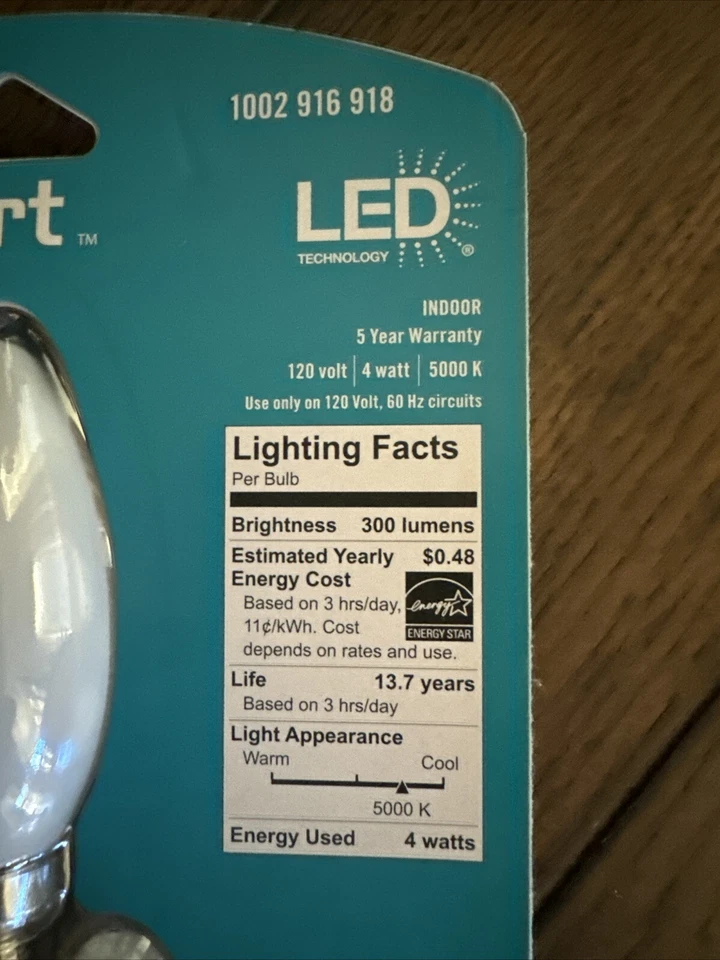 1002 916 918
rt ™
LED
TECHNOLOGY ®
INDOOR
5 Year Warranty
120 volt | 4 watt | 5000 K
Use only on 120 Volt, 60 Hz circuits
Lighting Facts
Per Bulb
Brightness 300 lumens
Estimated Yearly $0.48
Energy Cost
Based on 3 hrs/day,
11¢/kWh. Cost
depends on rates and use.
energy
ENERGY STAR
Life 13.7 years
Based on 3 hrs/day
Light Appearance
Warm Cool
5000 K
Energy Used 4 watts